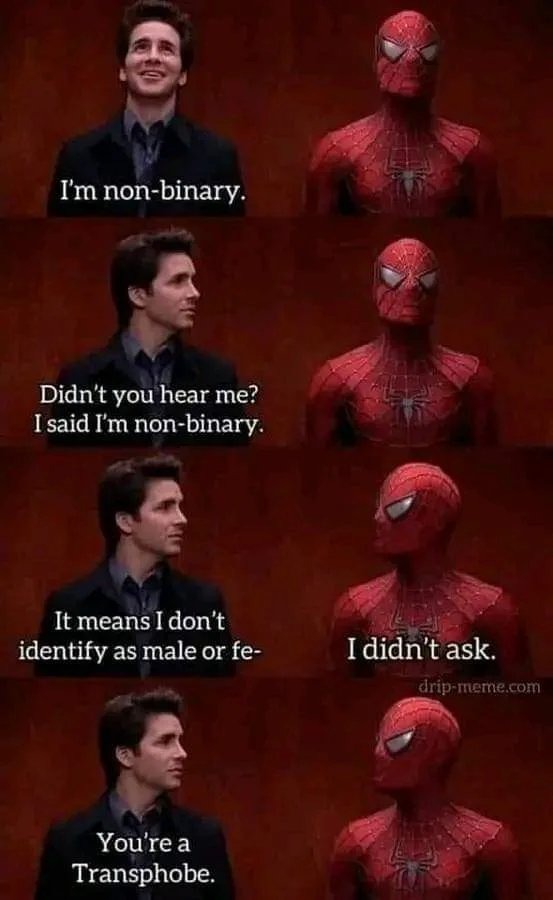 I'm non-binary.
Didn't you hear me?
I said I'm non-binary.
It means I don't
identify as male or fe-
I didn't ask.
drip-meme.com
You're a
Transphobe.